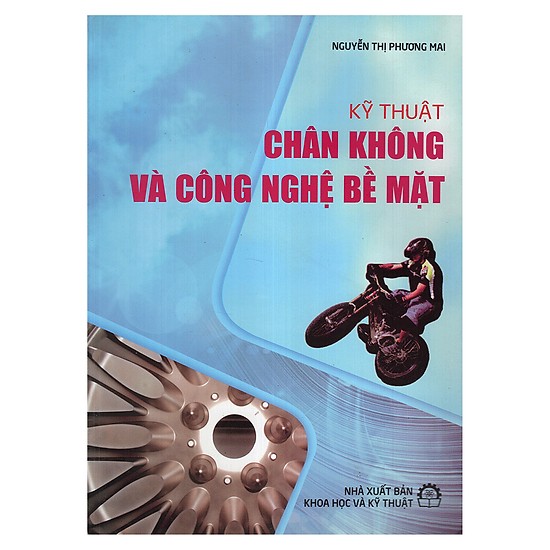 NGUYỄN THỊ PHƯƠNG MAI
KỸ THUẬT
CHÂN KHÔNG
VÀ CÔNG NGHỆ BỀ MẶT
NHÀ XUẤT BẢN
KHOA HỌC VÀ KỸ THUẬT